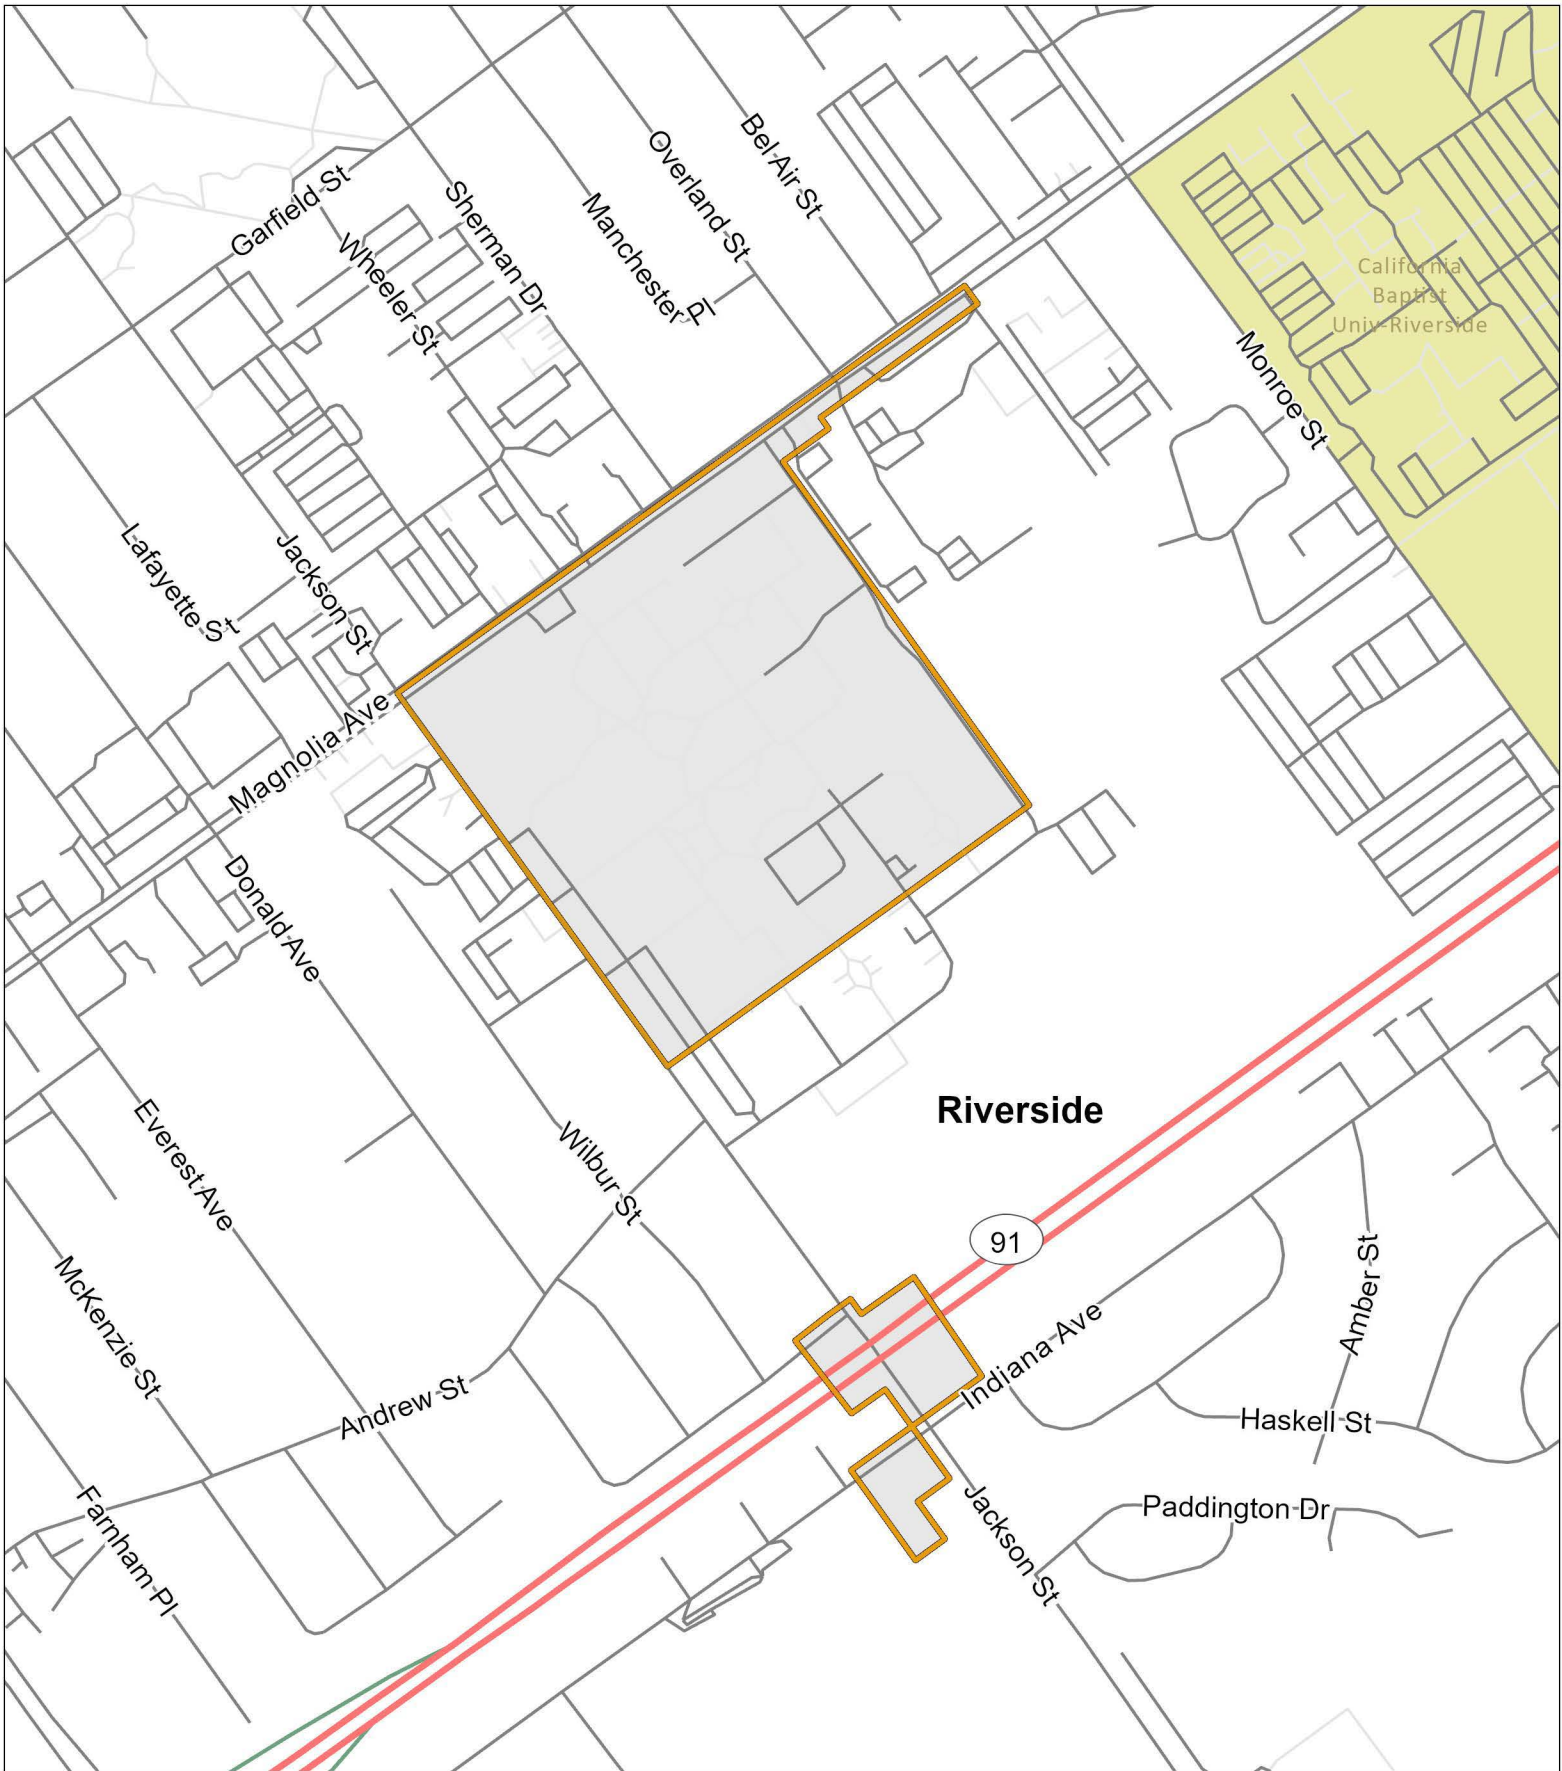 Bel Air St
Overland St
Garfield St
Sherman Dr
Manchester Pl
Wheeler St
California
Baptist
Univ-Riverside
Monroe St
Lafayette St
Jackson St
Magnolia Ave
Donald Ave
Riverside
Everest Ave
Wilbur St
91
McKenzie St
Indiana Ave
Amber St
Andrew St
Haskell St
Farnham Pl
Jackson St
Paddington Dr